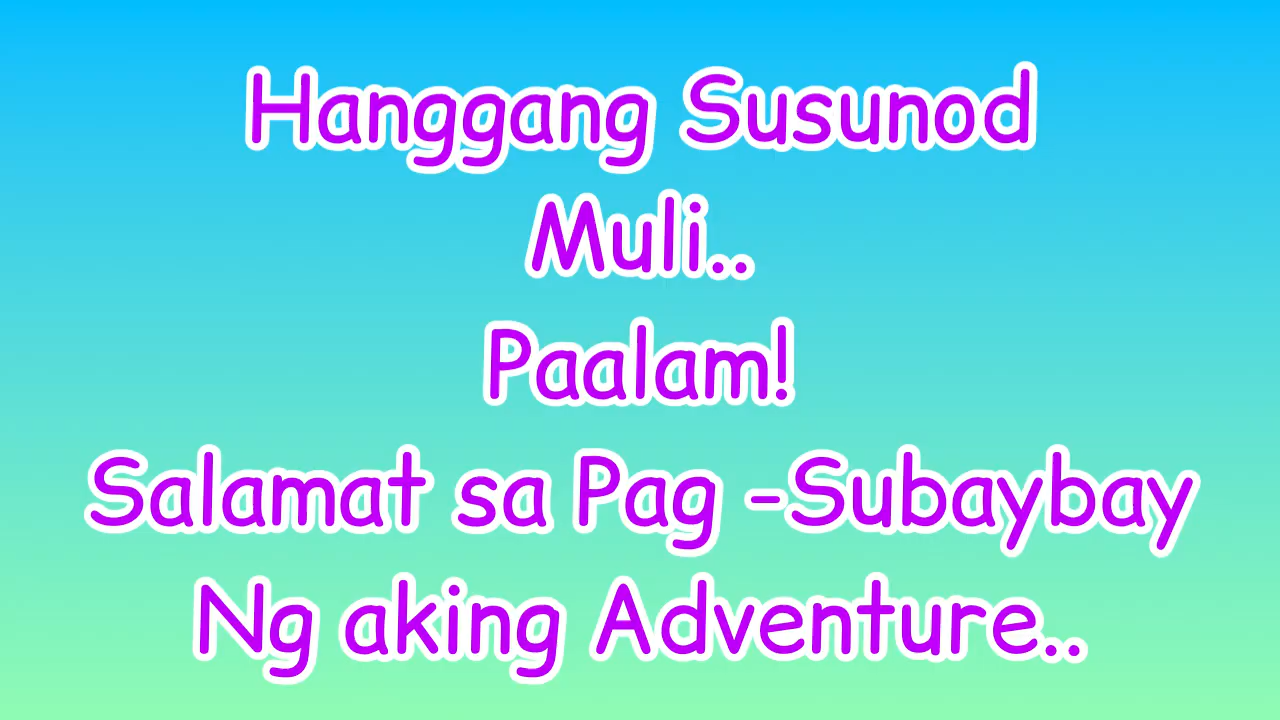 Hanggang Susunod
Muli..
Paalam!
Salamat sa Pag -Subaybay
Ng aking Adventure..